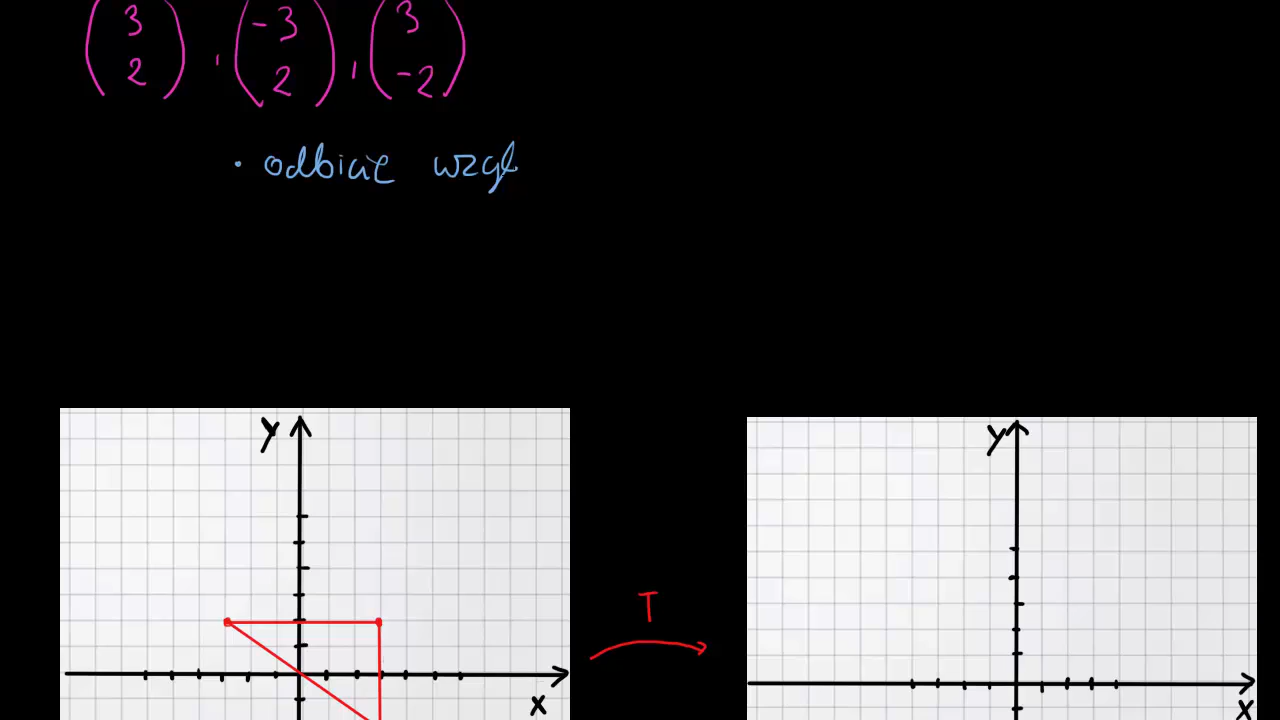 3 -3 3
2 , 2 , -2
• odbicie wzgl
y y
T
x x